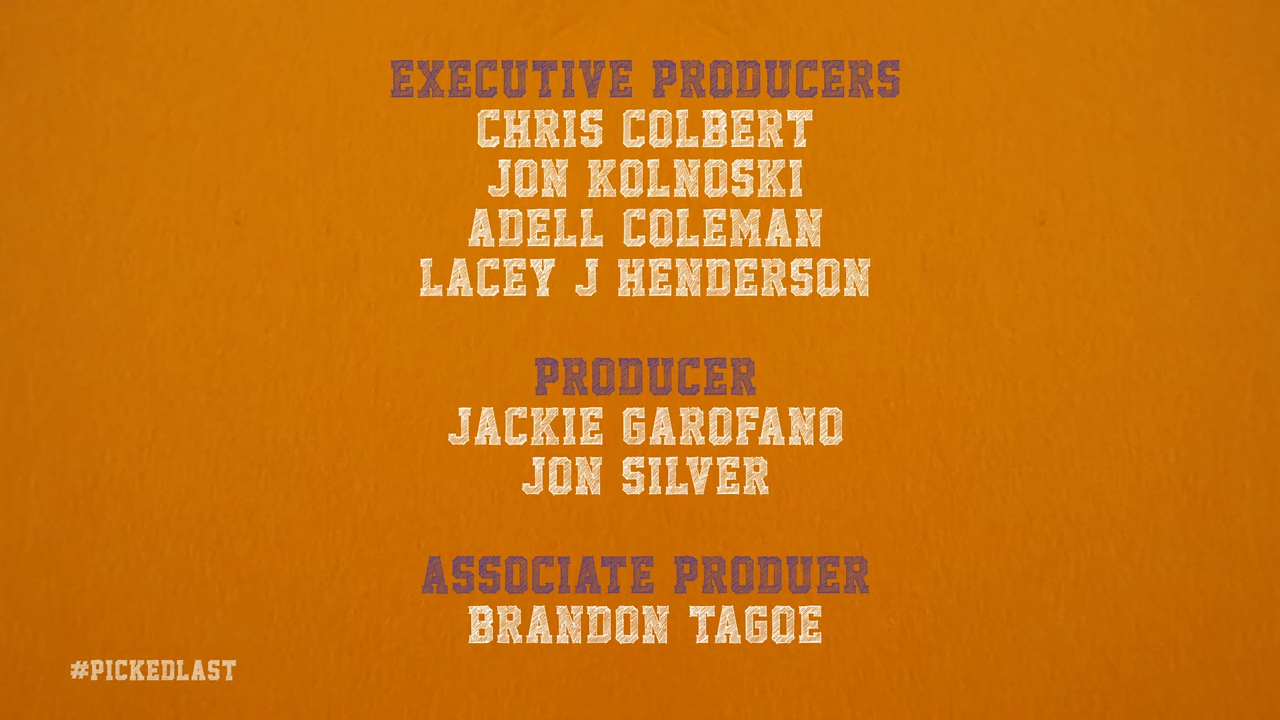 EXECUTIVE PRODUCERS
CHRIS COLBERT
JON KOLNOSKI
ADELL COLEMAN
LACEY J HENDERSON
PRODUCER
JACKIE GAROFANO
JON SILVER
ASSOCIATE PRODUER
BRANDON TAGOE
#PICKEDLAST